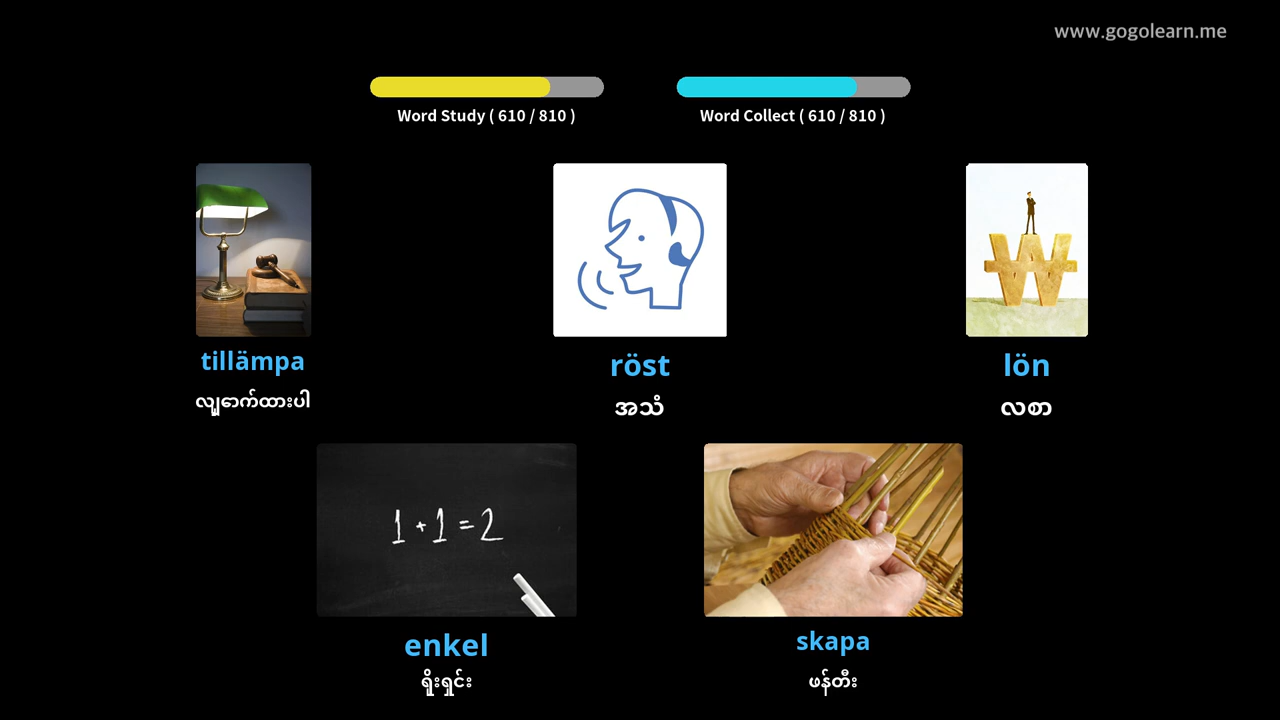 www.gogolearn.me
Word Study ( 610 / 810 )
Word Collect ( 610 / 810 )
tillämpa
လျှောက်ထားပါ
röst
အသံ
lön
လစာ
1 + 1 = 2
enkel
ရိုးရှင်း
skapa
ဖန်တီး